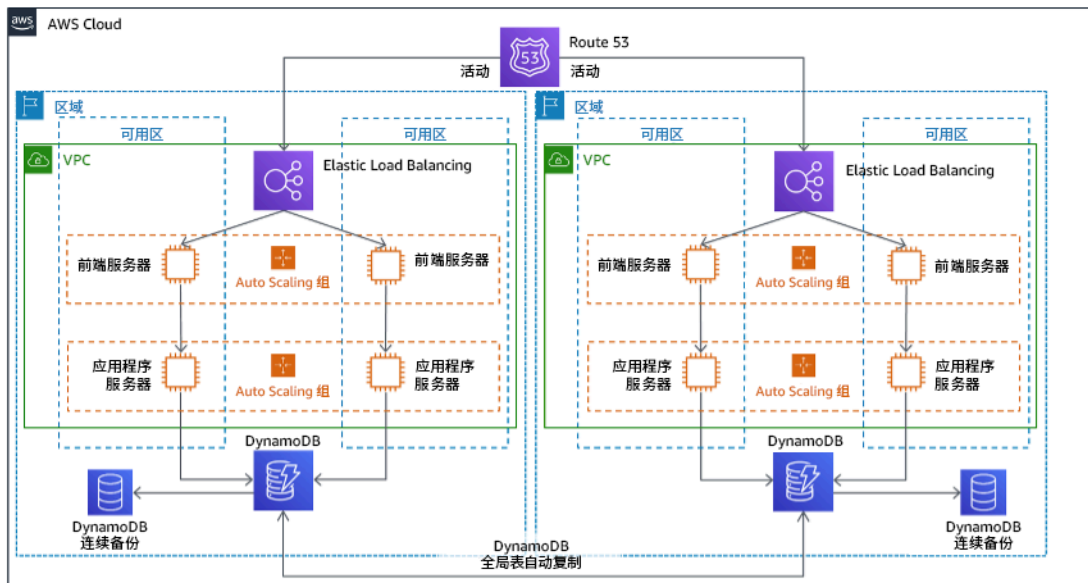 aws
AWS Cloud
Route 53
53
活动
活动
区域
区域
可用区
可用区
可用区
可用区
VPC
VPC
Elastic Load Balancing
Elastic Load Balancing
前端服务器
前端服务器
前端服务器
前端服务器
Auto Scaling 组
Auto Scaling 组
应用程序
服务器
应用程序
服务器
应用程序
服务器
应用程序
服务器
Auto Scaling 组
Auto Scaling 组
DynamoDB
DynamoDB
DynamoDB
连续备份
DynamoDB
连续备份
DynamoDB
全局表自动复制